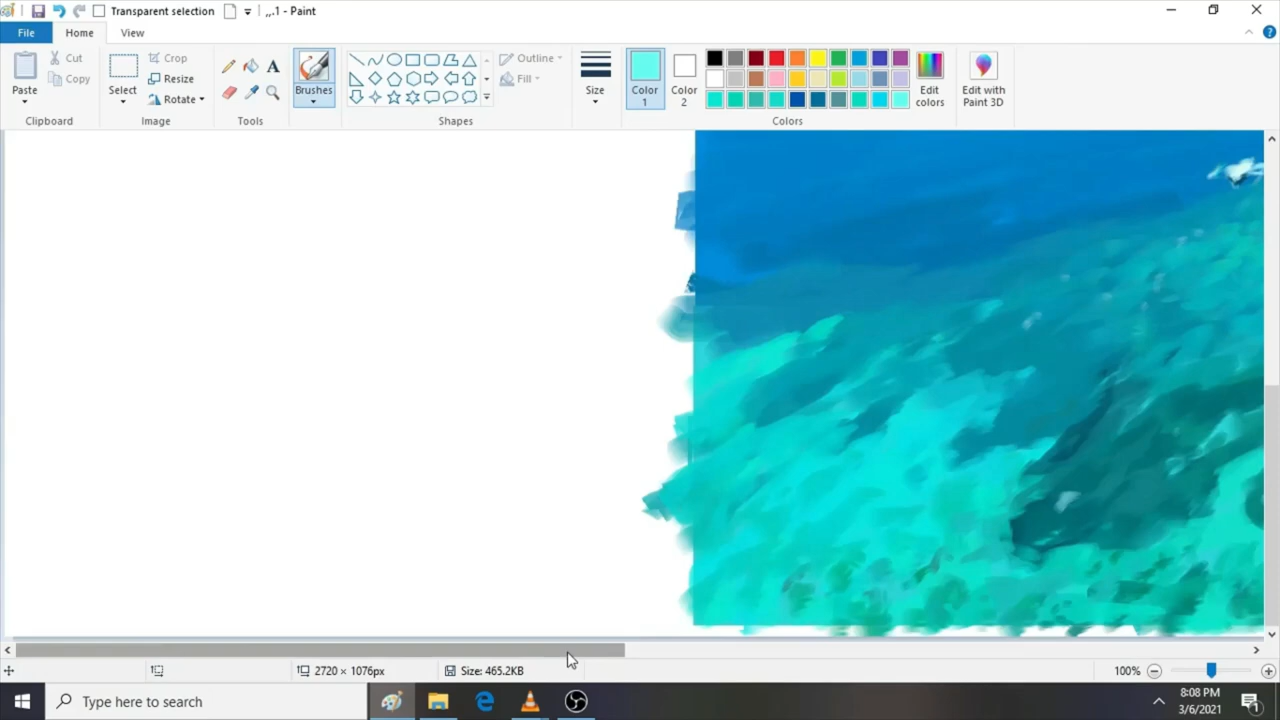 Transparent selection
,,.1 - Paint
File
Home
View
Paste
Cut
Copy
Clipboard
Select
Crop
Resize
Rotate
Image
A
Tools
Brushes
Outline
Fill
Shapes
Size
Color
1
Color
2
Edit
colors
Colors
Edit with
Paint 3D
2720 × 1076px
Size: 465.2KB
100%
Type here to search
8:08 PM
3/6/2021
1